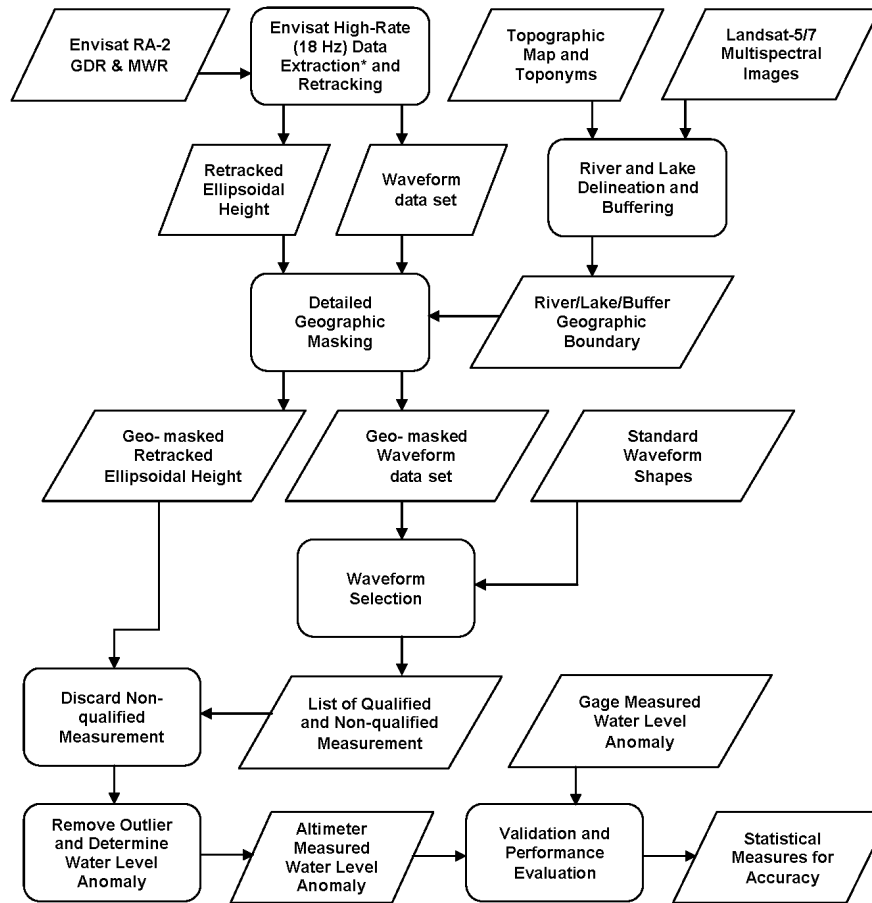 Envisat RA-2
GDR & MWR
Envisat High-Rate
(18 Hz) Data
Extraction* and
Retracking
Topographic
Map and
Toponyms
Landsat-5/7
Multispectral
Images
Retracked
Ellipsoidal
Height
Waveform
data set
River and Lake
Delineation and
Buffering
Detailed
Geographic
Masking
River/Lake/Buffer
Geographic
Boundary
Geo- masked
Retracked
Ellipsoidal Height
Geo- masked
Waveform
data set
Standard
Waveform
Shapes
Waveform
Selection
Discard Non-
qualified
Measurement
List of Qualified
and Non-qualified
Measurement
Gage Measured
Water Level
Anomaly
Remove Outlier
and Determine
Water Level
Anomaly
Altimeter
Measured
Water Level
Anomaly
Validation and
Performance
Evaluation
Statistical
Measures for
Accuracy